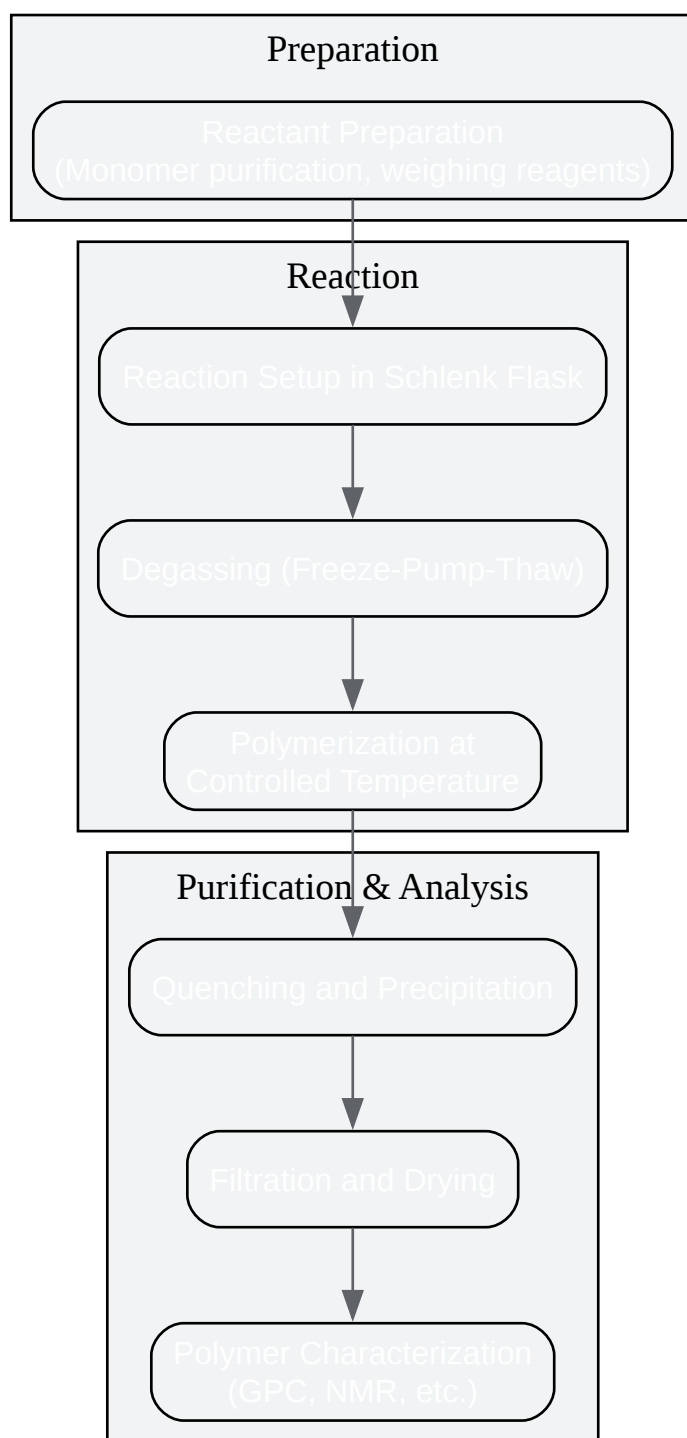 Preparation
Reactant Preparation
(Monomer purification, weighing reagents)
Reaction
Reaction Setup in Schlenk Flask
Degassing (Freeze-Pump-Thaw)
Polymerization at
Controlled Temperature
Purification & Analysis
Quenching and Precipitation
Filtration and Drying
Polymer Characterization
(GPC, NMR, etc.)